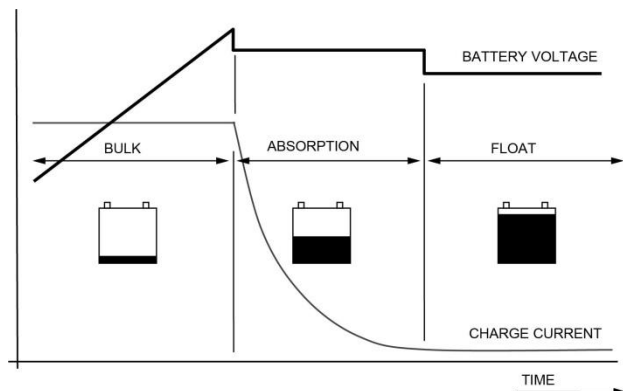 BATTERY VOLTAGE
BULK
ABSORPTION
FLOAT
CHARGE CURRENT
TIME